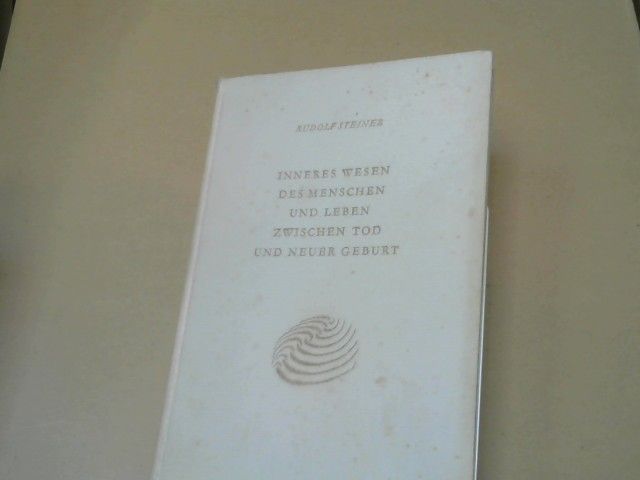 RUDOLF STEINER
INNERES WESEN
DES MENSCHEN
UND LEBEN
ZWISCHEN TOD
UND NEUER GEBURT